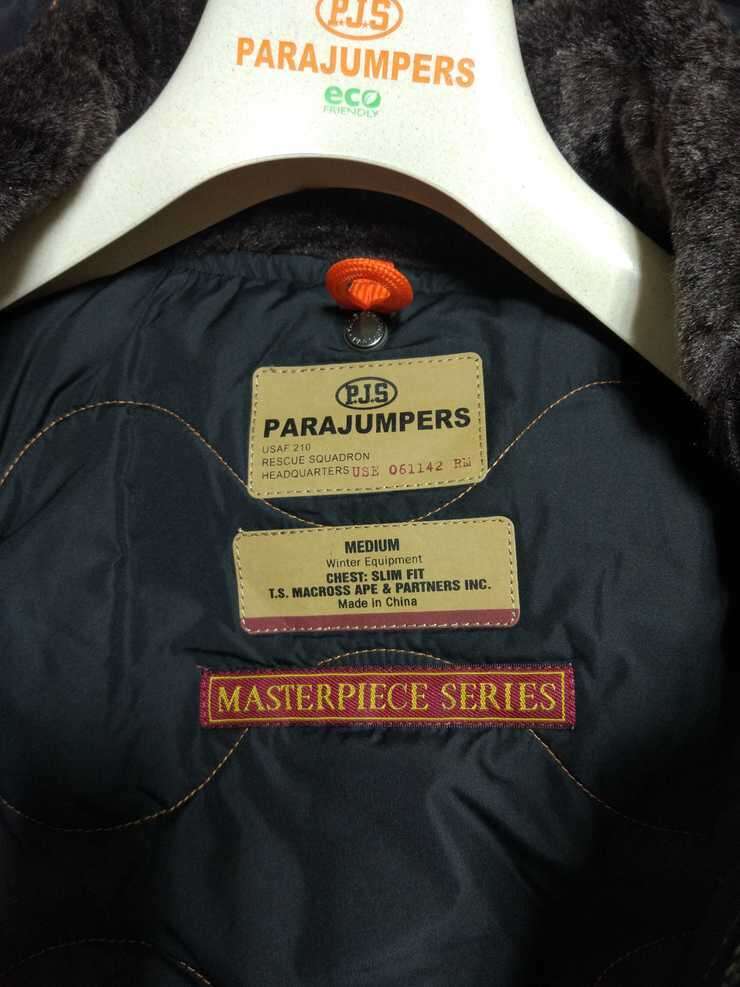 P.J.S
PARAJUMPERS
eco
FRIENDLY
P.J.S
PARAJUMPERS
USAF 210
RESCUE SQUADRON
HEADQUARTERS USE 061142 RM
MEDIUM
Winter Equipment
CHEST: SLIM FIT
T.S. MACROSS APE & PARTNERS INC.
Made in China
MASTERPIECE SERIES